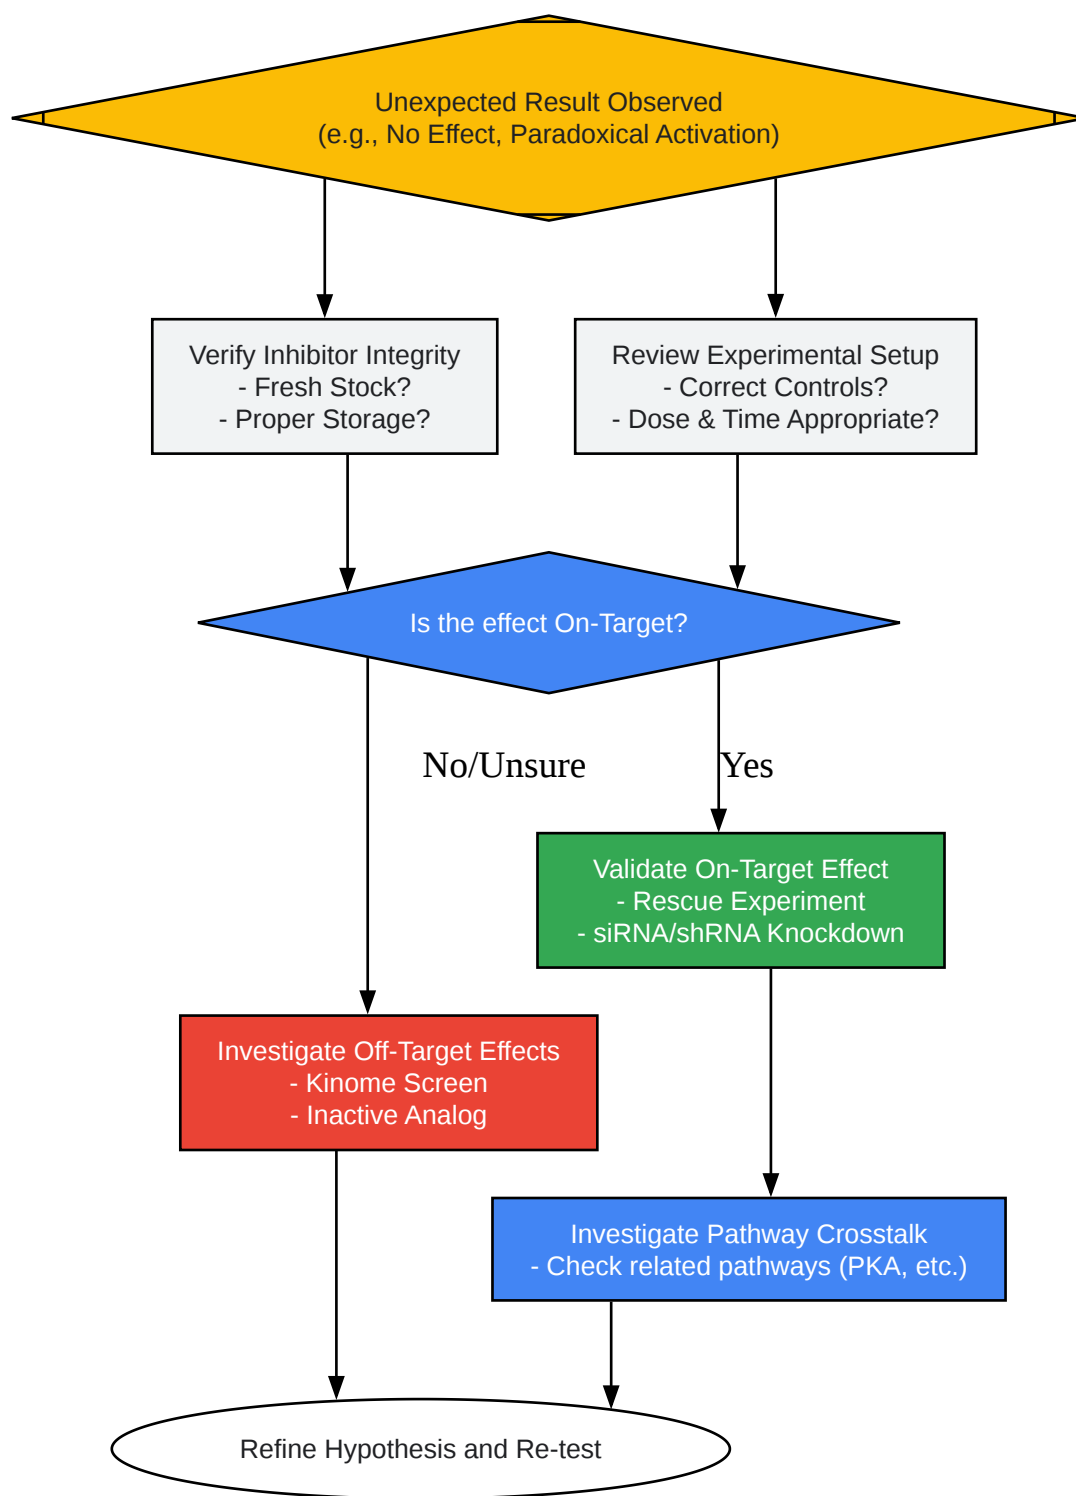 Unexpected Result Observed
(e.g., No Effect, Paradoxical Activation)
Verify Inhibitor Integrity
- Fresh Stock?
- Proper Storage?
Review Experimental Setup
- Correct Controls?
- Dose & Time Appropriate?
Is the effect On-Target?
No/Unsure
Yes
Validate On-Target Effect
- Rescue Experiment
- siRNA/shRNA Knockdown
Investigate Off-Target Effects
- Kinome Screen
- Inactive Analog
Investigate Pathway Crosstalk
- Check related pathways (PKA, etc.)
Refine Hypothesis and Re-test